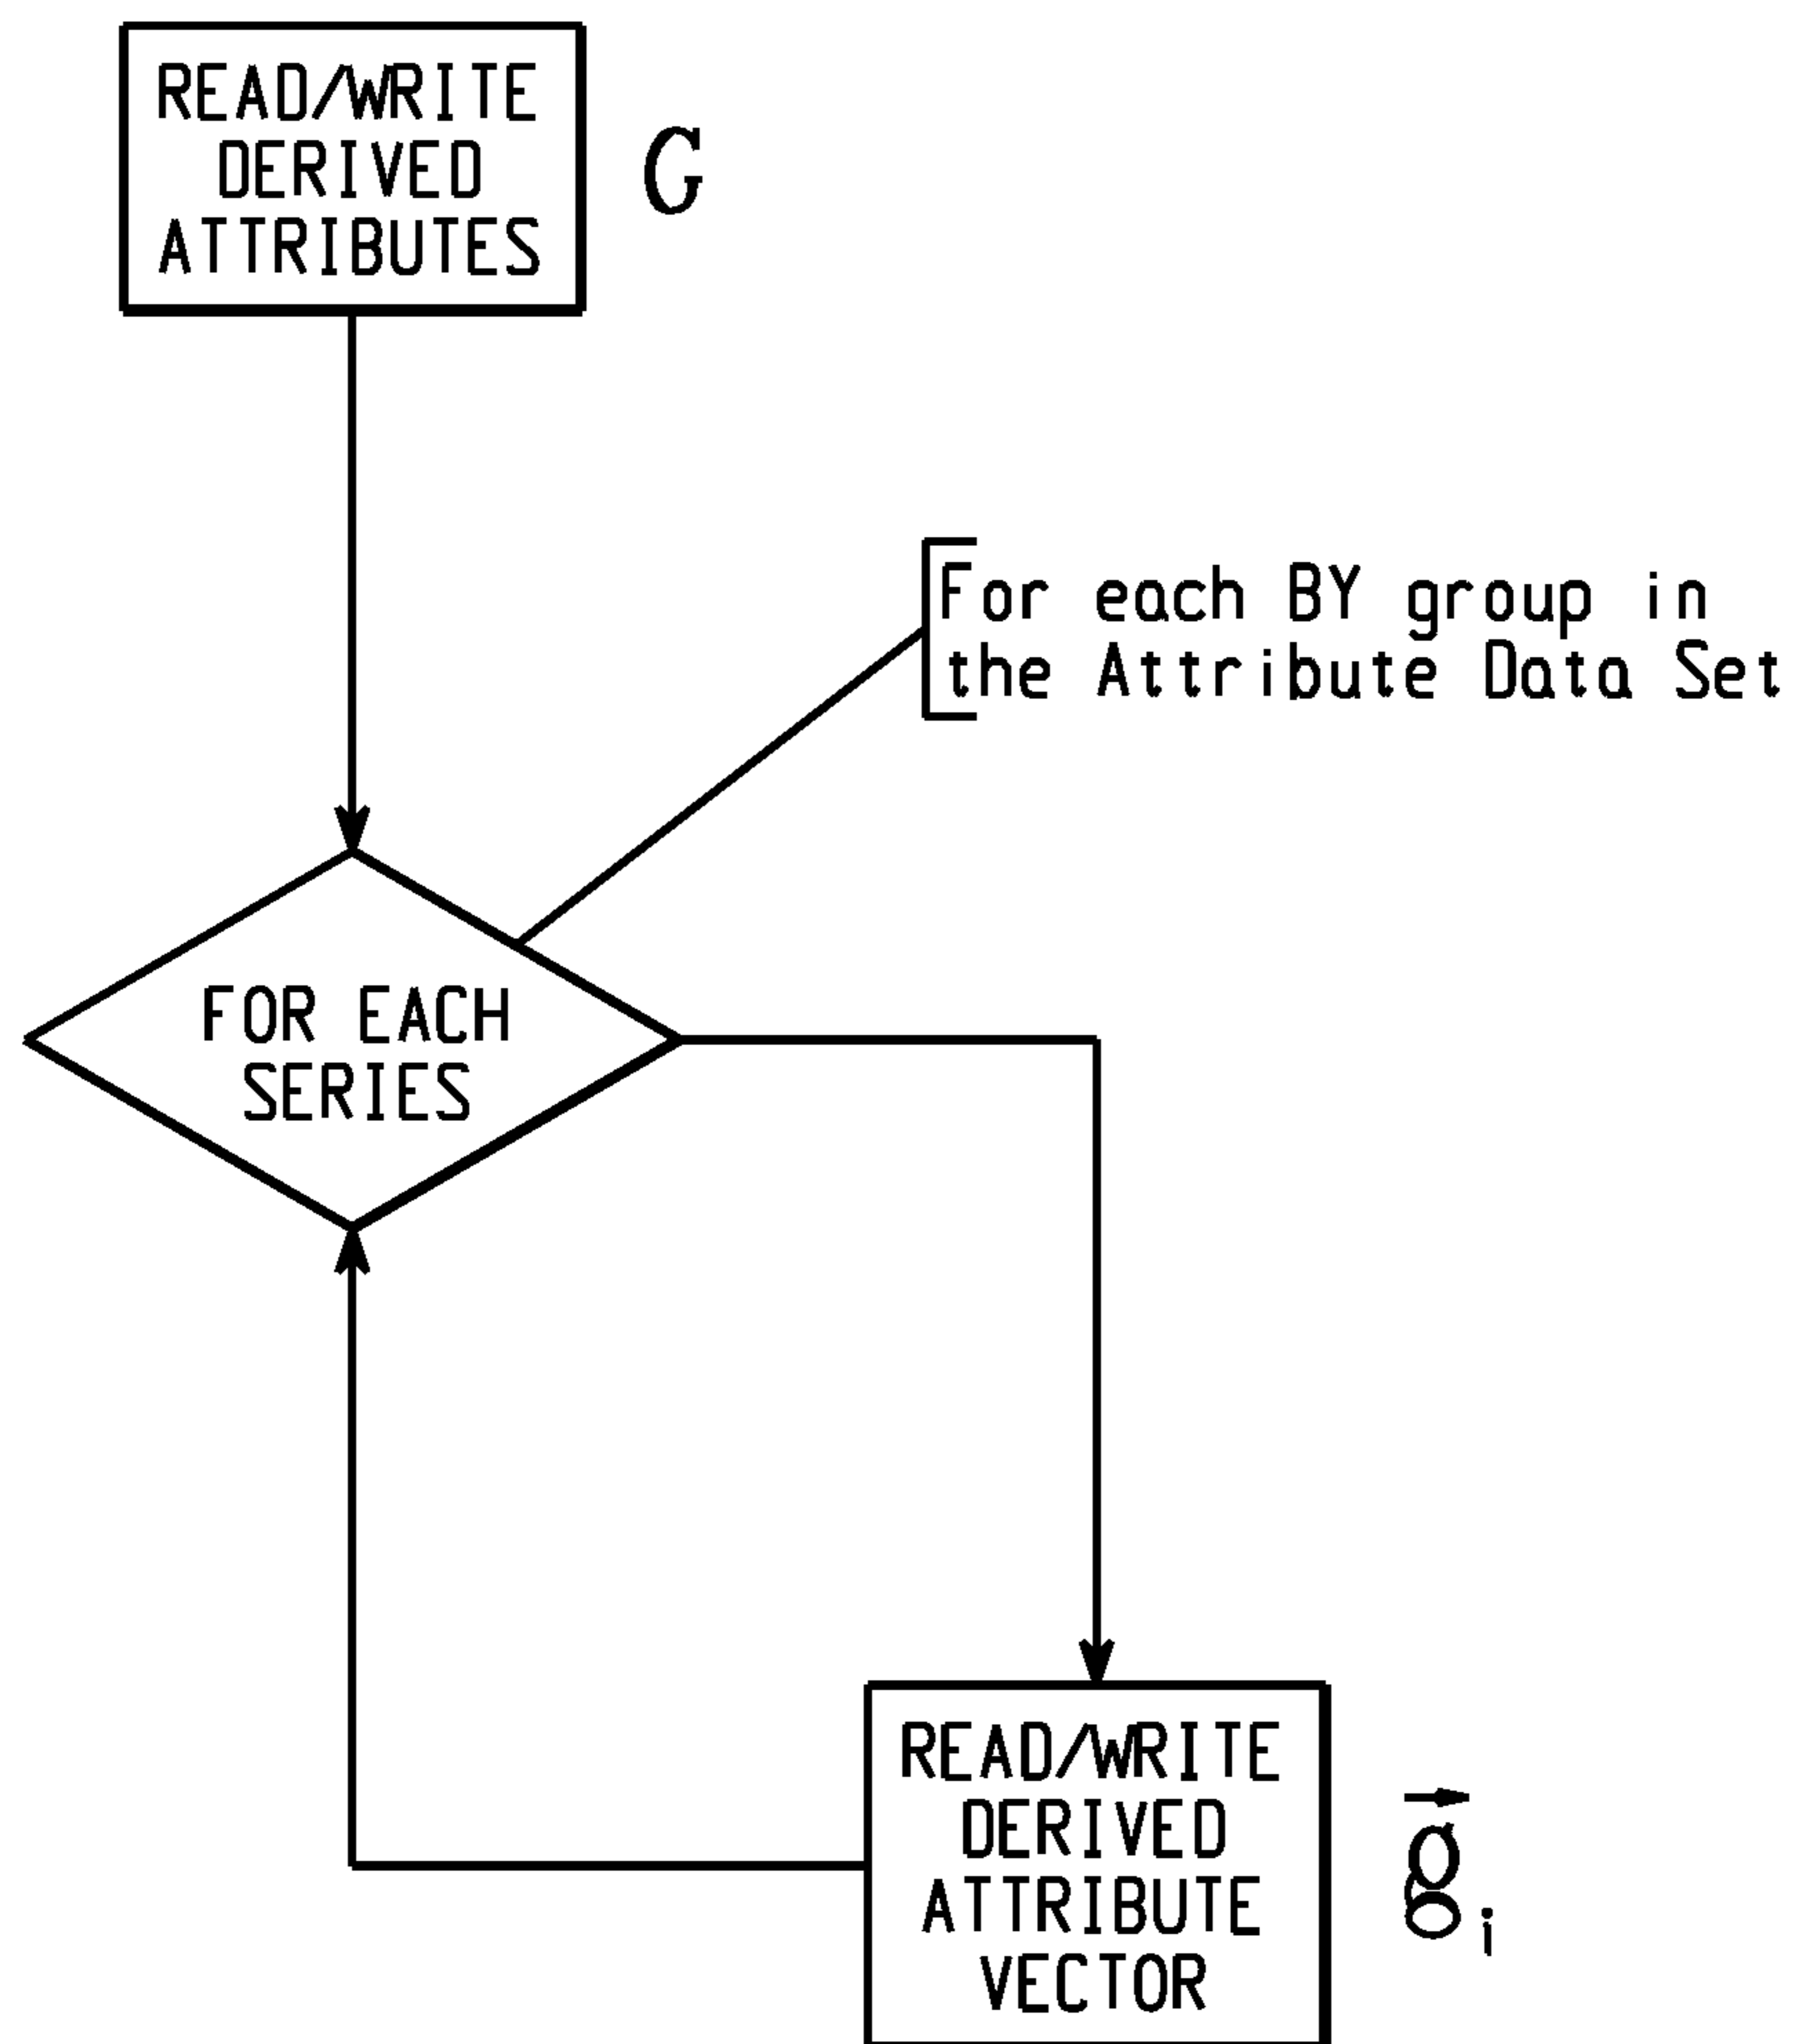 READ/WRITE
DERIVED
ATTRIBUTES
G
For each BY group in
the Attribute Data Set
FOR EACH
SERIES
READ/WRITE
DERIVED
ATTRIBUTE
VECTOR
g⃗i